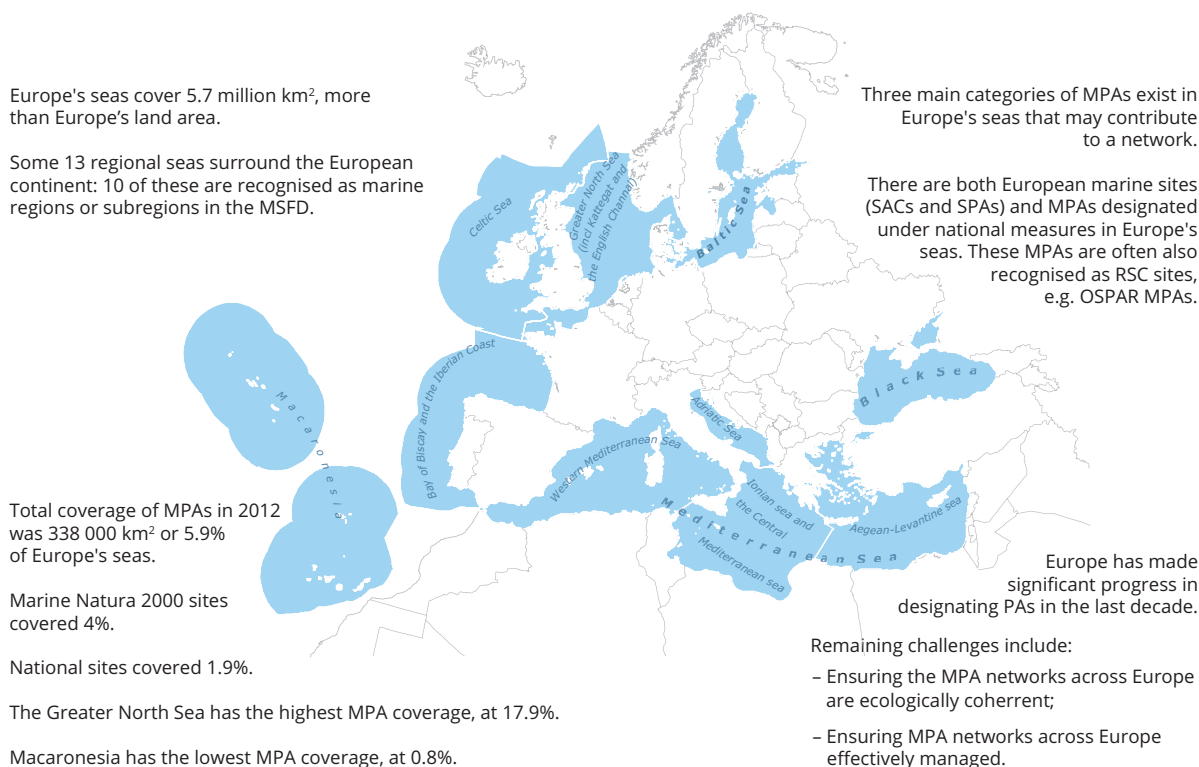 Europe's seas cover 5.7 million km², more
than Europe’s land area.
Some 13 regional seas surround the European
continent: 10 of these are recognised as marine
regions or subregions in the MSFD.
Three main categories of MPAs exist in
Europe's seas that may contribute
to a network.
There are both European marine sites
(SACs and SPAs) and MPAs designated
under national measures in Europe's
seas. These MPAs are often also
recognised as RSC sites,
e.g. OSPAR MPAs.
Celtic Sea
Greater North Sea
(incl Kattegat and
the English Channel)
Baltic Sea
Macaronesia
Bay of Biscay and the Iberian Coast
Western Mediterranean Sea
Adriatic Sea
Black Sea
Mediterranean Sea
Ionian sea and
the Central
Mediterranean sea
Aegean-Levantine sea
Total coverage of MPAs in 2012
was 338 000 km² or 5.9%
of Europe's seas.
Marine Natura 2000 sites
covered 4%.
National sites covered 1.9%.
The Greater North Sea has the highest MPA coverage, at 17.9%.
Macaronesia has the lowest MPA coverage, at 0.8%.
Europe has made
significant progress in
designating PAs in the last decade.
Remaining challenges include:
– Ensuring the MPA networks across Europe
are ecologically coherent;
– Ensuring MPA networks across Europe
effectively managed.